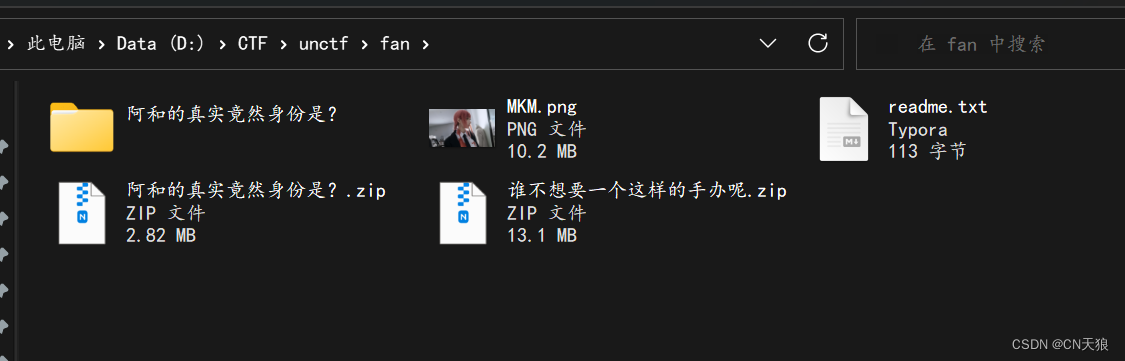 › 此电脑 › Data (D:) › CTF › unctf › fan ›
在 fan 中搜索
阿和的真实竟然身份是？
MKM.png
PNG 文件
10.2 MB
readme.txt
Typora
113 字节
阿和的真实竟然身份是？.zip
ZIP 文件
2.82 MB
谁不想要一个这样的手办呢.zip
ZIP 文件
13.1 MB
CSDN @CN天狼